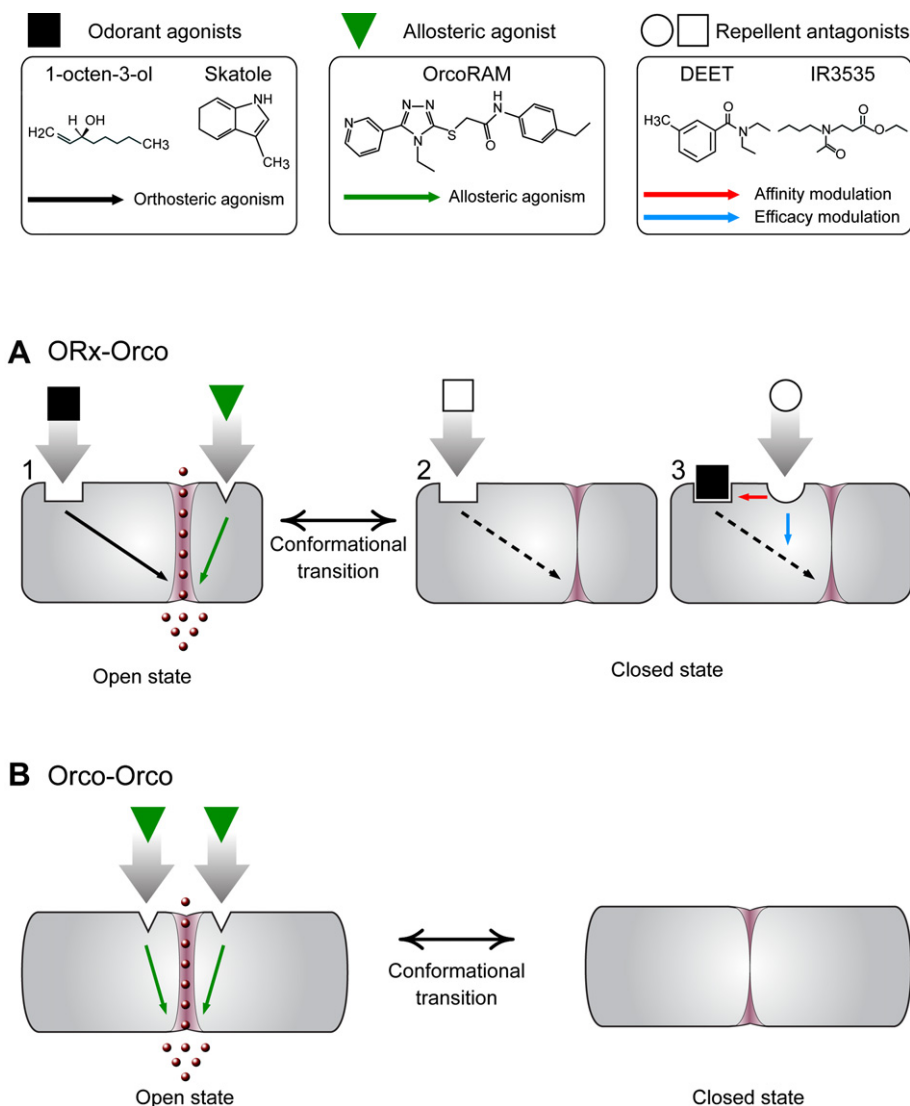 Odorant agonists
Allosteric agonist
Repellent antagonists
1-octen-3-ol
Skatole
OrcoRAM
DEET
IR3535
OH
H
H2C
CH3
NH
CH3
N
N
N
N
S
O
H
N
H3C
O
N
N
O
O
O
Orthosteric agonism
Allosteric agonism
Affinity modulation
Efficacy modulation
A ORx-Orco
1
2
3
Conformational
transition
Open state
Closed state
B Orco-Orco
Conformational
transition
Open state
Closed state